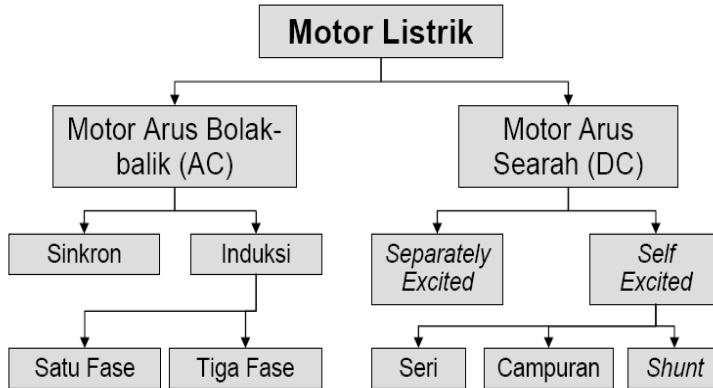 Motor Listrik
Motor Arus Bolak-
balik (AC)
Motor Arus
Searah (DC)
Sinkron
Induksi
Separately
Excited
Self
Excited
Satu Fase
Tiga Fase
Seri
Campuran
Shunt